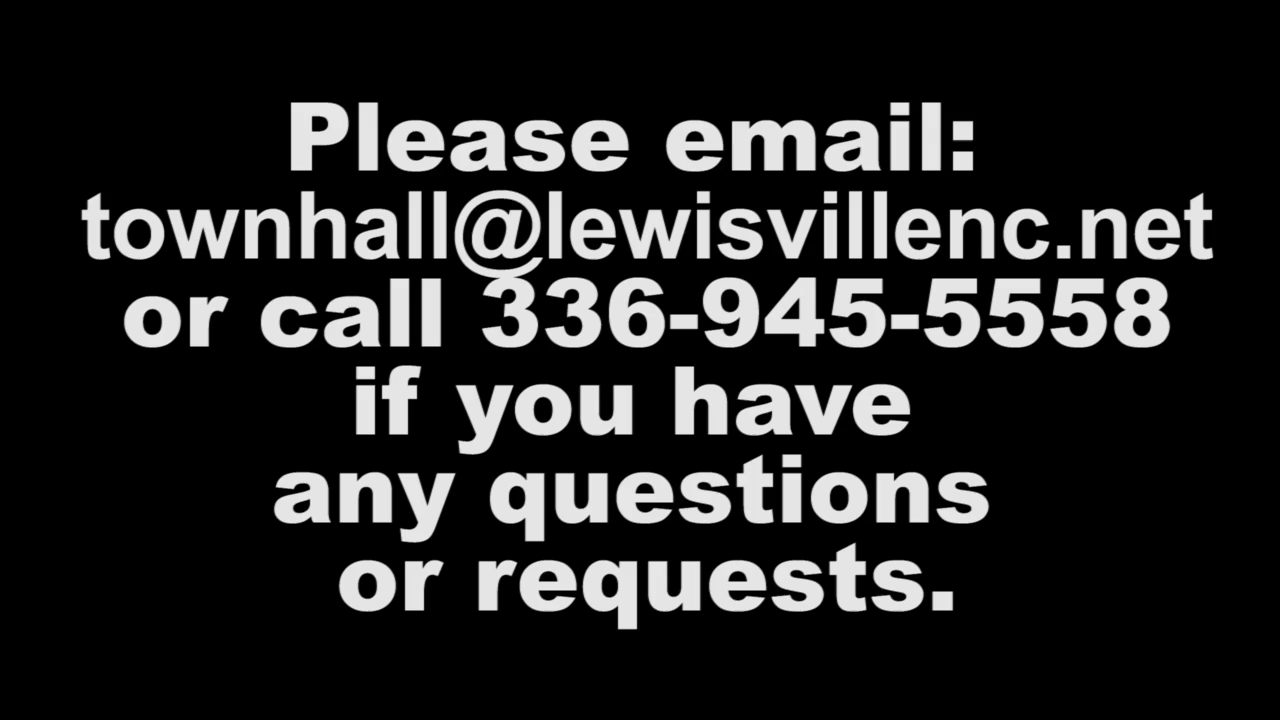 Please email:
townhall@lewisvillenc.net
or call 336-945-5558
if you have
any questions
or requests.